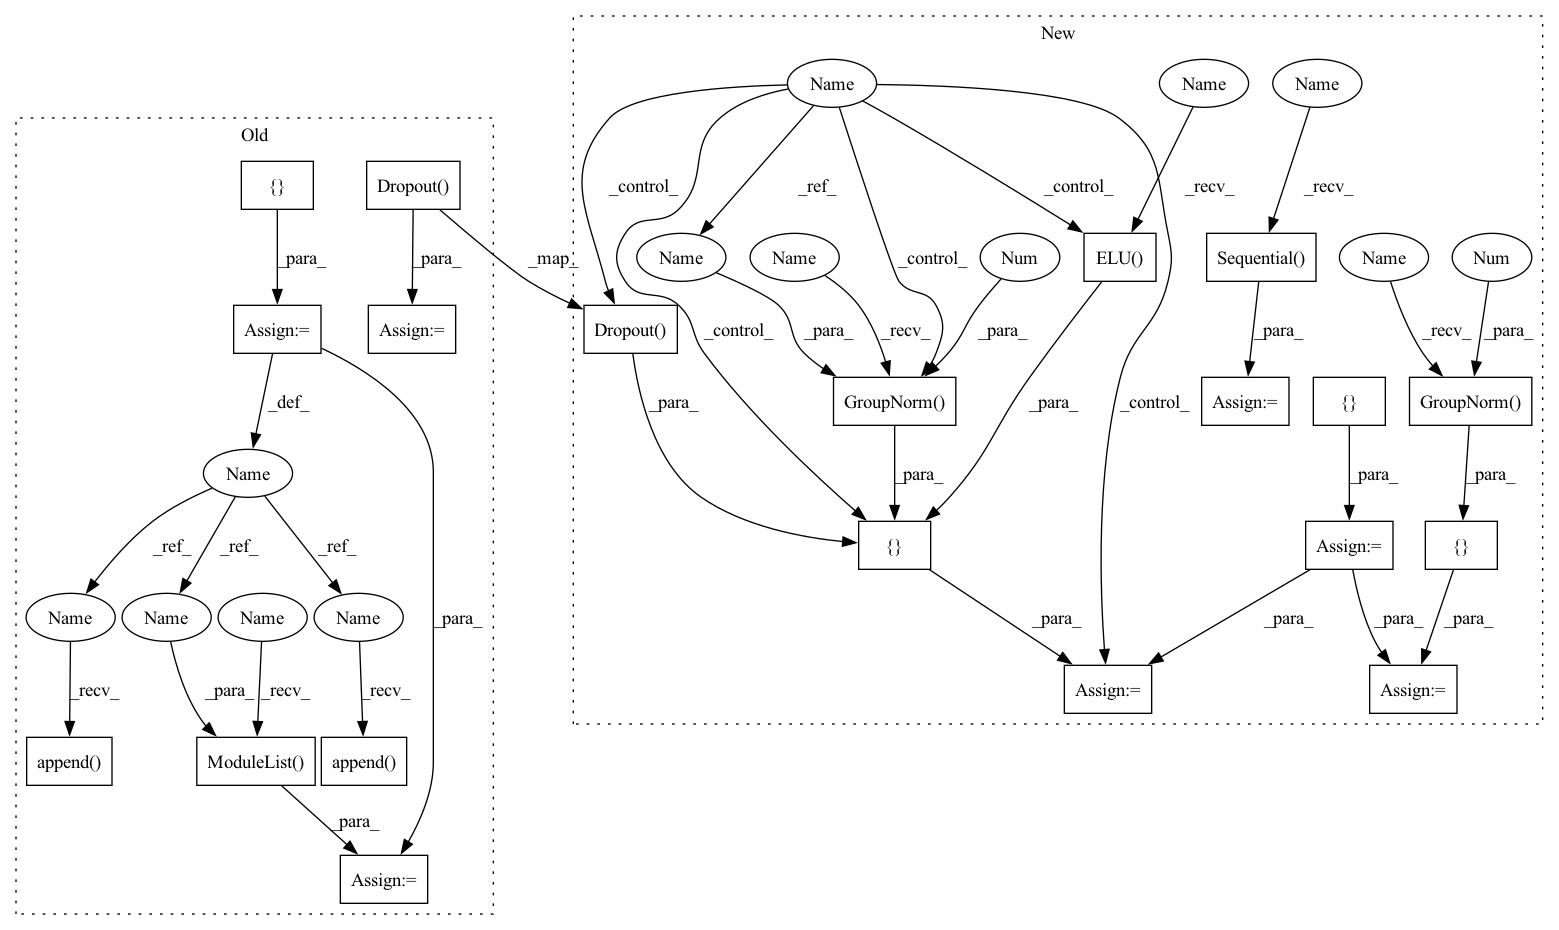 New
Name
Name
Name
Old
{}
Dropout()
_control_
_ref_
_control_
_recv_
_recv_
Name
Name
Num
ELU()
Sequential()
Name
Num
_para_
_para_
_map_
_control_
Assign:=
Assign:=
Dropout()
_control_
_para_
_recv_
_para_
_para_
_recv_
_para_
_def_
_para_
GroupNorm()
_para_
_control_
Assign:=
{}
GroupNorm()
Name
_para_
_para_
_para_
_ref_
_ref_
_ref_
{}
Assign:=
{}
Name
Name
Name
Name
_para_
_para_
_para_
_para_
_para_
_recv_
_para_
_recv_
_recv_
Assign:=
Assign:=
append()
ModuleList()
append()
_para_
Assign:=